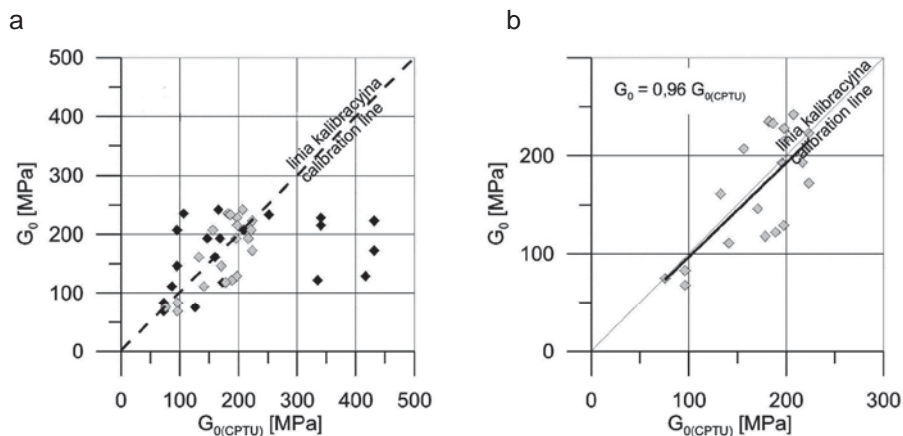 a
500
400
300
200
100
0
G₀ [MPa]
linia kalibracyjna
calibration line
0 100 200 300 400 500
G₀(CPTU) [MPa]
b
300
200
100
0
G₀ [MPa]
G₀ = 0,96 G₀(CPTU)
linia kalibracyjna
calibration line
0 100 200 300
G₀(CPTU) [MPa]